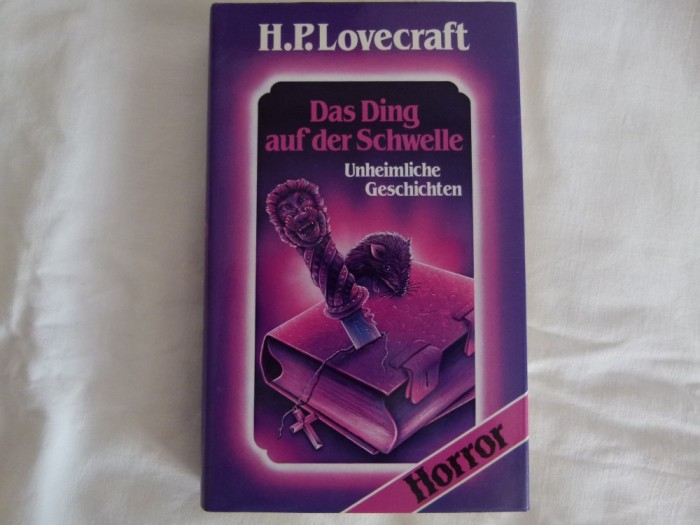 H.P. Lovecraft
Das Ding
auf der Schwelle
Unheimliche
Geschichten
Horror